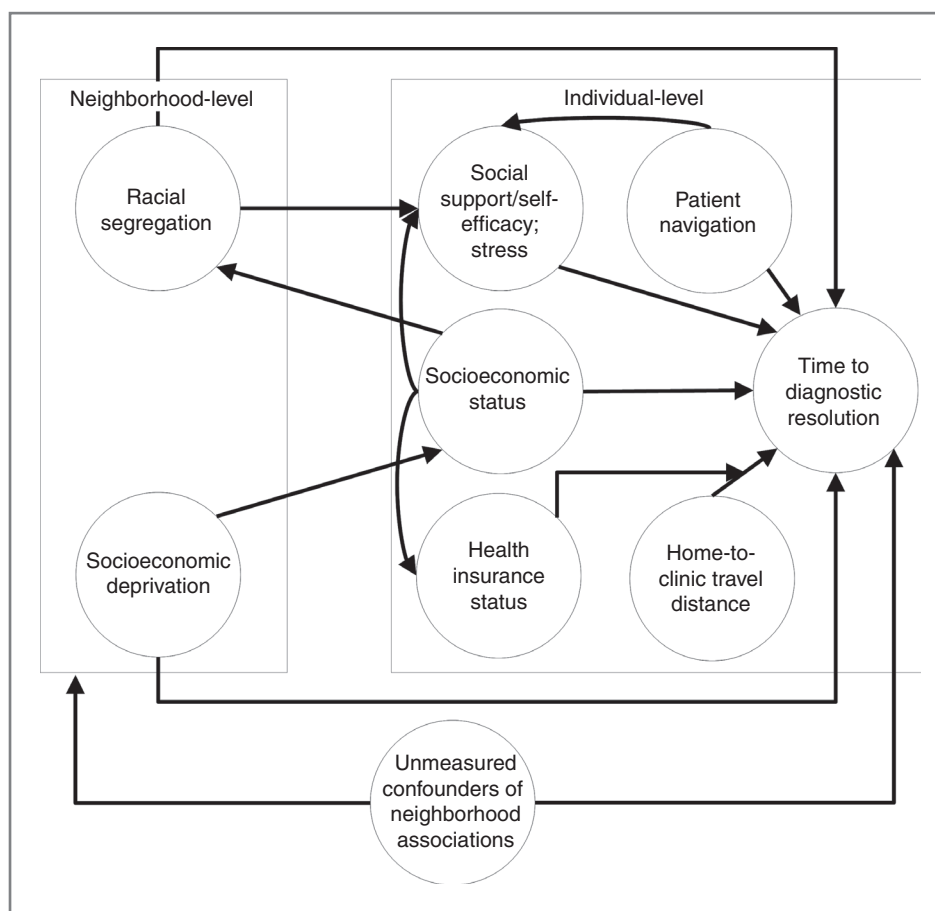 Neighborhood-level
Individual-level
Racial
segregation
Social
support/self-
efficacy;
stress
Patient
navigation
Socioeconomic
status
Time to
diagnostic
resolution
Socioeconomic
deprivation
Health
insurance
status
Home-to-
clinic travel
distance
Unmeasured
confounders of
neighborhood
associations